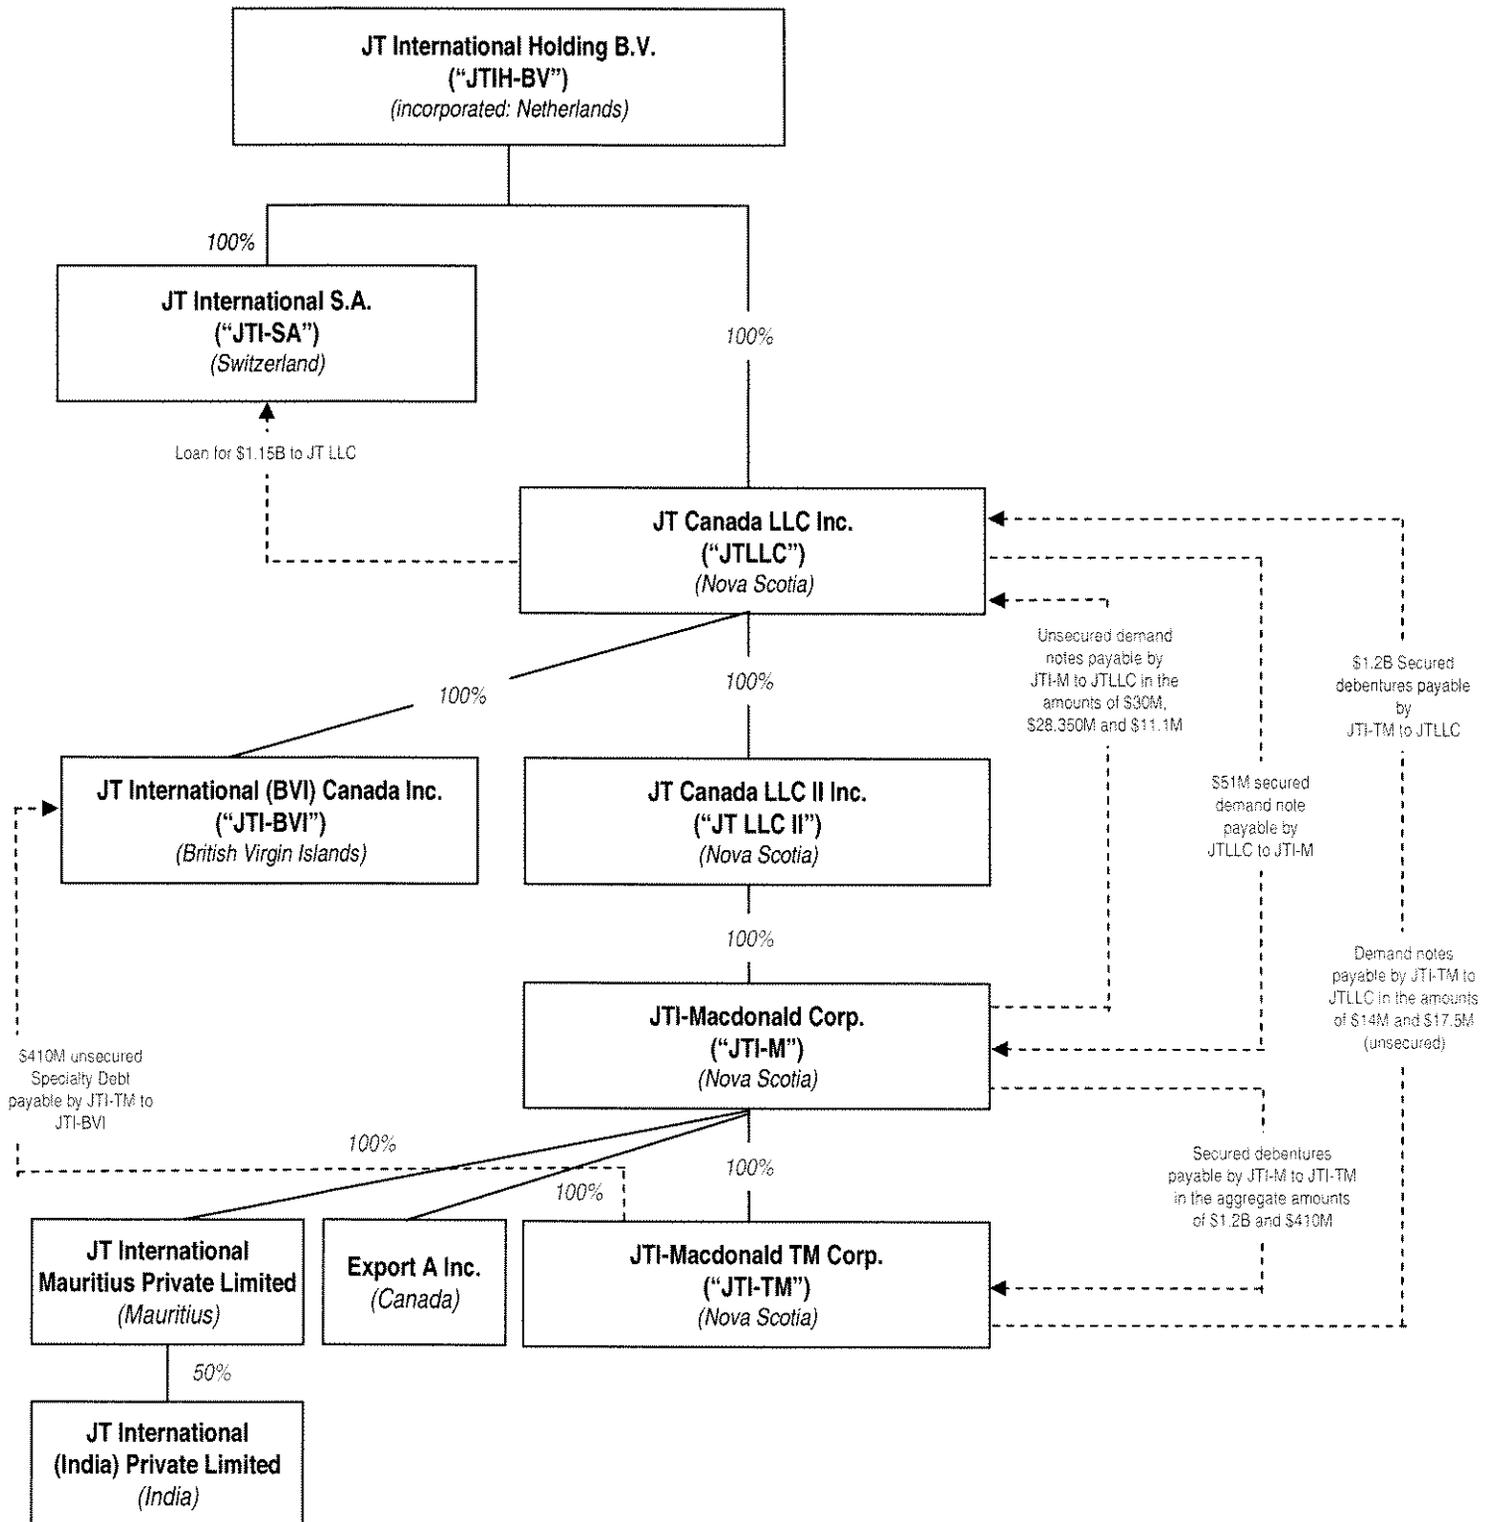 JT International Holding B.V.
(“JTIH-BV”)
(incorporated: Netherlands)
100%
JT International S.A.
(“JTI-SA”)
(Switzerland)
100%
Loan for $1.15B to JT LLC
JT Canada LLC Inc.
(“JTLLC”)
(Nova Scotia)
Unsecured demand
notes payable by
JTI-M to JTLLC in the
amounts of $30M,
$28.350M and $11.1M
$1.2B Secured
debentures payable
by
JTI-TM to JTLLC
100%
100%
JT International (BVI) Canada Inc.
(“JTI-BVI”)
(British Virgin Islands)
JT Canada LLC II Inc.
(“JT LLC II”)
(Nova Scotia)
$51M secured
demand note
payable by
JTLLC to JTI-M
100%
Demand notes
payable by JTI-TM to
JTLLC in the amounts
of $14M and $17.5M
(unsecured)
JTI-Macdonald Corp.
(“JTI-M”)
(Nova Scotia)
$410M unsecured
Specialty Debt
payable by JTI-TM to
JTI-BVI
100%
100%
100%
Secured debentures
payable by JTI-M to JTI-TM
in the aggregate amounts
of $1.2B and $410M
JT International
Mauritius Private Limited
(Mauritius)
Export A Inc.
(Canada)
JTI-Macdonald TM Corp.
(“JTI-TM”)
(Nova Scotia)
50%
JT International
(India) Private Limited
(India)